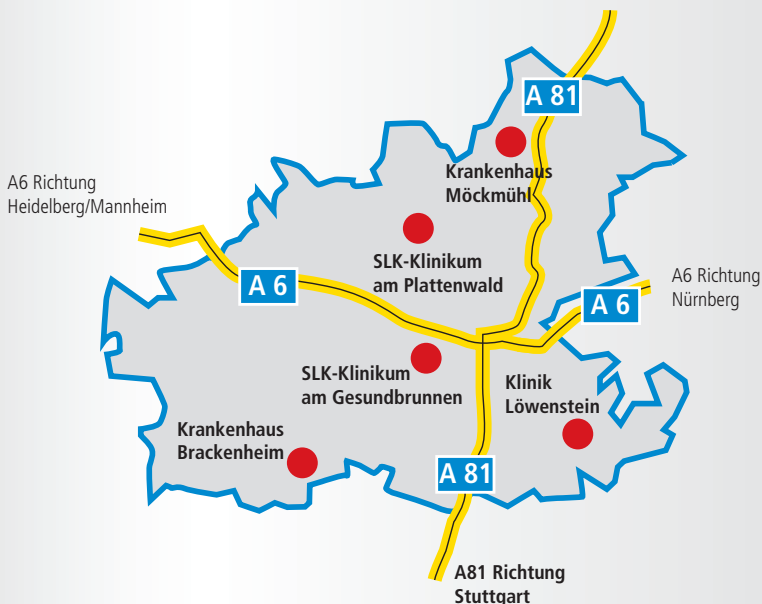 A 81
Krankenhaus
Möckmühl
A6 Richtung
Heidelberg/Mannheim
SLK-Klinikum
am Plattenwald
A 6
A6 Richtung
Nürnberg
A 6
SLK-Klinikum
am Gesundbrunnen
Klinik
Löwenstein
Krankenhaus
Brackenheim
A 81
A81 Richtung
Stuttgart